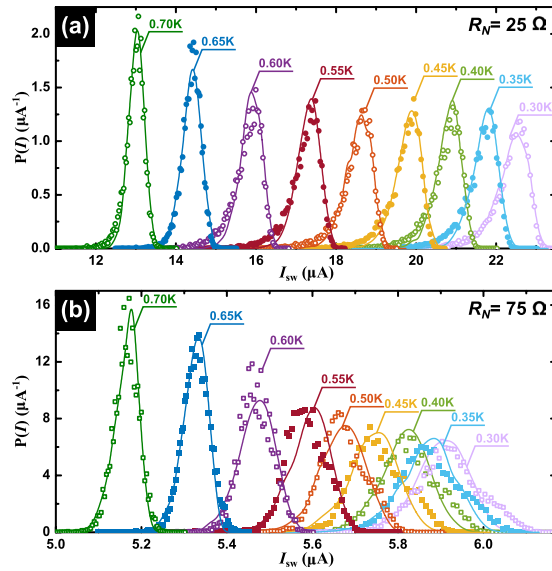 (a)
R_N= 25 Ω
0.70K
0.65K
0.60K
0.55K
0.50K
0.45K
0.40K
0.35K
0.30K
2.0
1.5
1.0
0.5
0.0
P(I) (μA⁻¹)
12 14 16 18 20 22
I_sw (μA)
(b)
R_N= 75 Ω
0.70K
0.65K
0.60K
0.55K
0.50K
0.45K
0.40K
0.35K
0.30K
16
12
8
4
0
P(I) (μA⁻¹)
5.0 5.2 5.4 5.6 5.8 6.0
I_sw (μA)